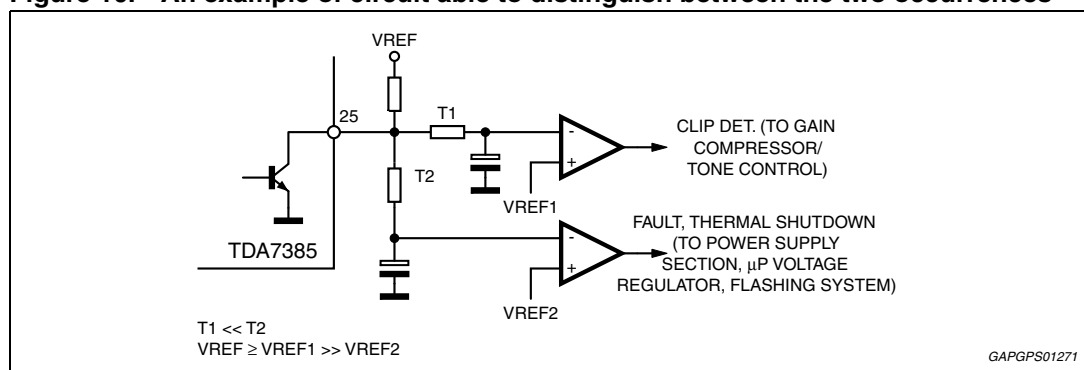 Figure 16. An example of circuit able to distinguish between the two occurrences
VREF
25
T1
T2
TDA7385
VREF1
VREF2
CLIP DET. (TO GAIN
COMPRESSOR/
TONE CONTROL)
FAULT, THERMAL SHUTDOWN
(TO POWER SUPPLY
SECTION, µP VOLTAGE
REGULATOR, FLASHING SYSTEM)
-
+
-
+
T1 << T2
VREF ≥ VREF1 >> VREF2
GAPGPS01271